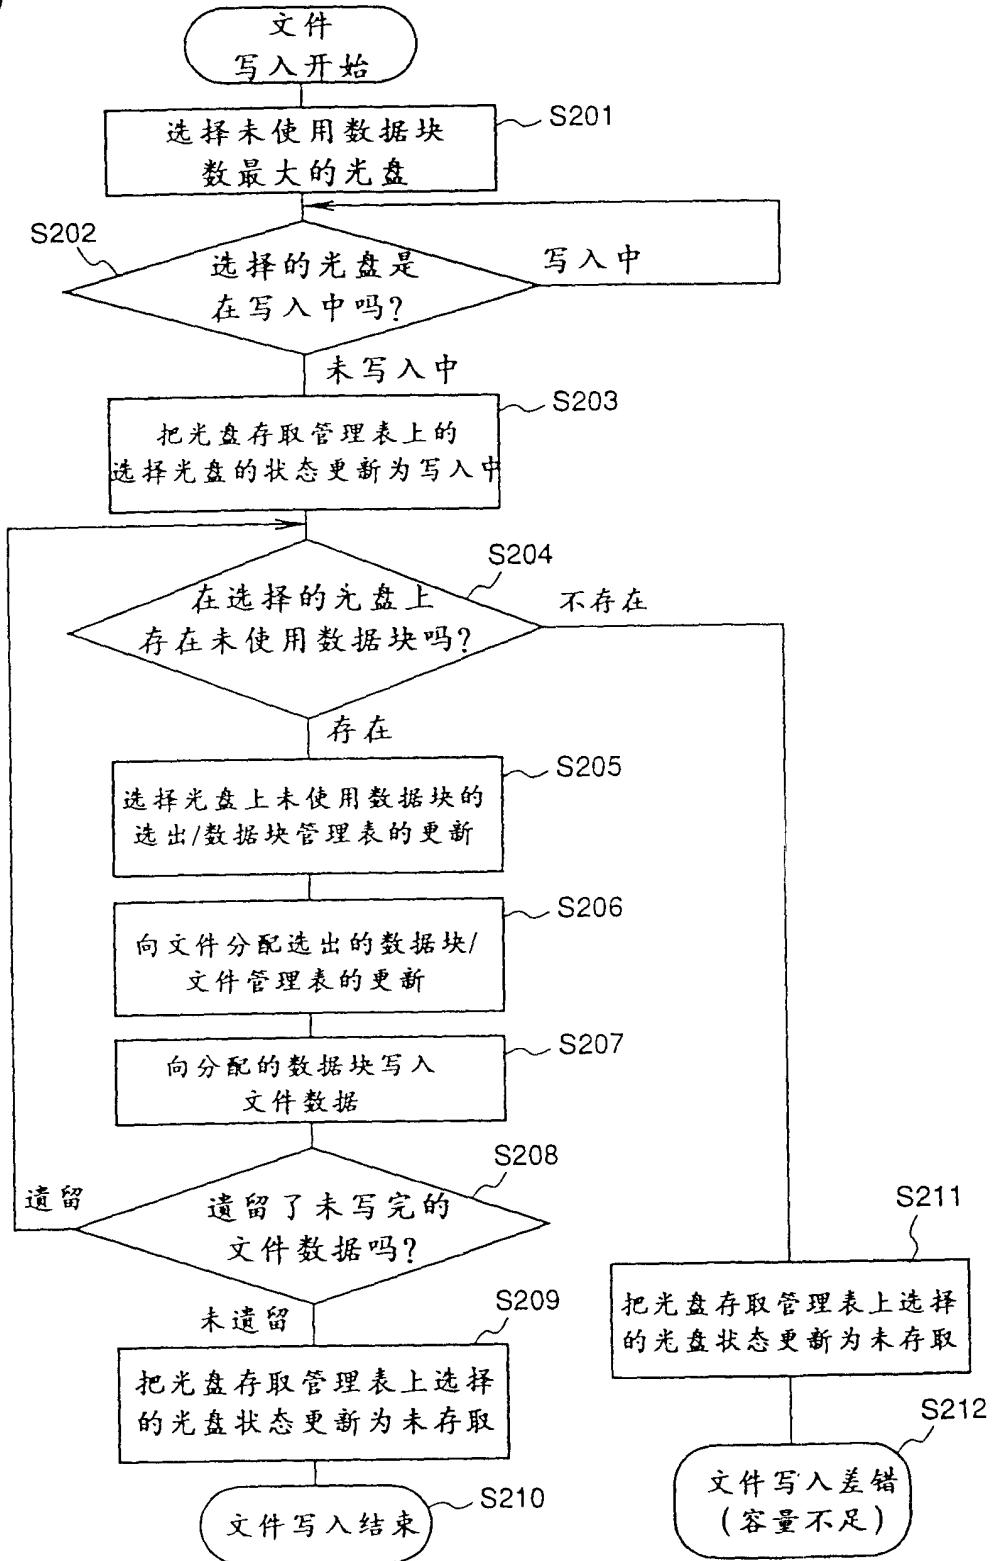 文件
写入开始
S201
选择未使用数据块
数最大的光盘
S202
选择的光盘是
在写入中吗?
写入中
未写入中
S203
把光盘存取管理表上的
选择光盘的状态更新为写入中
S204
在选择的光盘上
存在未使用数据块吗?
不存在
存在
S205
选择光盘上未使用数据块的
选出/数据块管理表的更新
S206
向文件分配选出的数据块/
文件管理表的更新
S207
向分配的数据块写入
文件数据
S208
遗留
遗留了未写完的
文件数据吗?
未遗留
S209
把光盘存取管理表上选择
的光盘状态更新为未存取
S210
文件写入结束
S211
把光盘存取管理表上选择
的光盘状态更新为未存取
S212
文件写入差错
(容量不足)